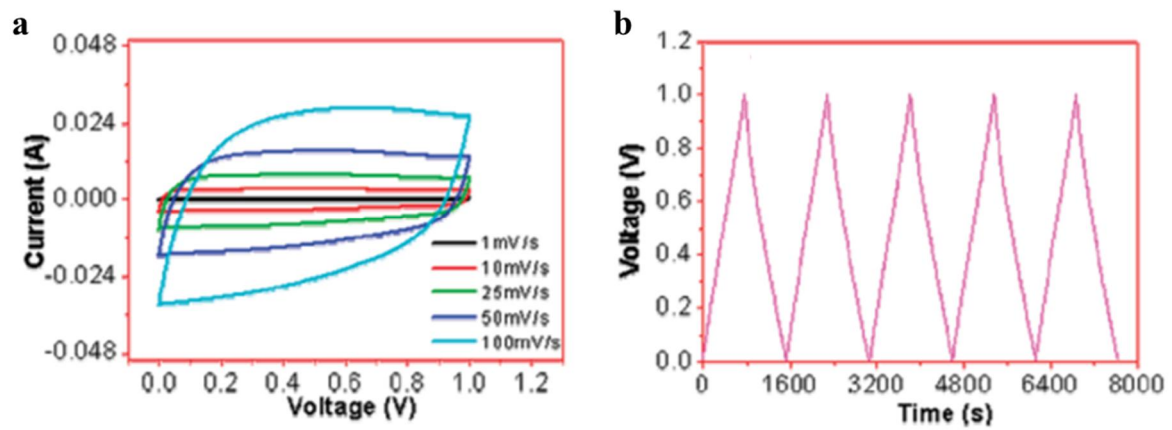 a
0.048
0.024
0.000
-0.024
-0.048
Current (A)
0.0 0.2 0.4 0.6 0.8 1.0
Voltage (V)
1mV/s
10mV/s
25mV/s
50mV/s
100mV/s
b
1.2
1.0
0.8
0.6
0.4
0.2
0.0
Voltage (V)
0 1600 3200 4800 6400 8000
Time (s)